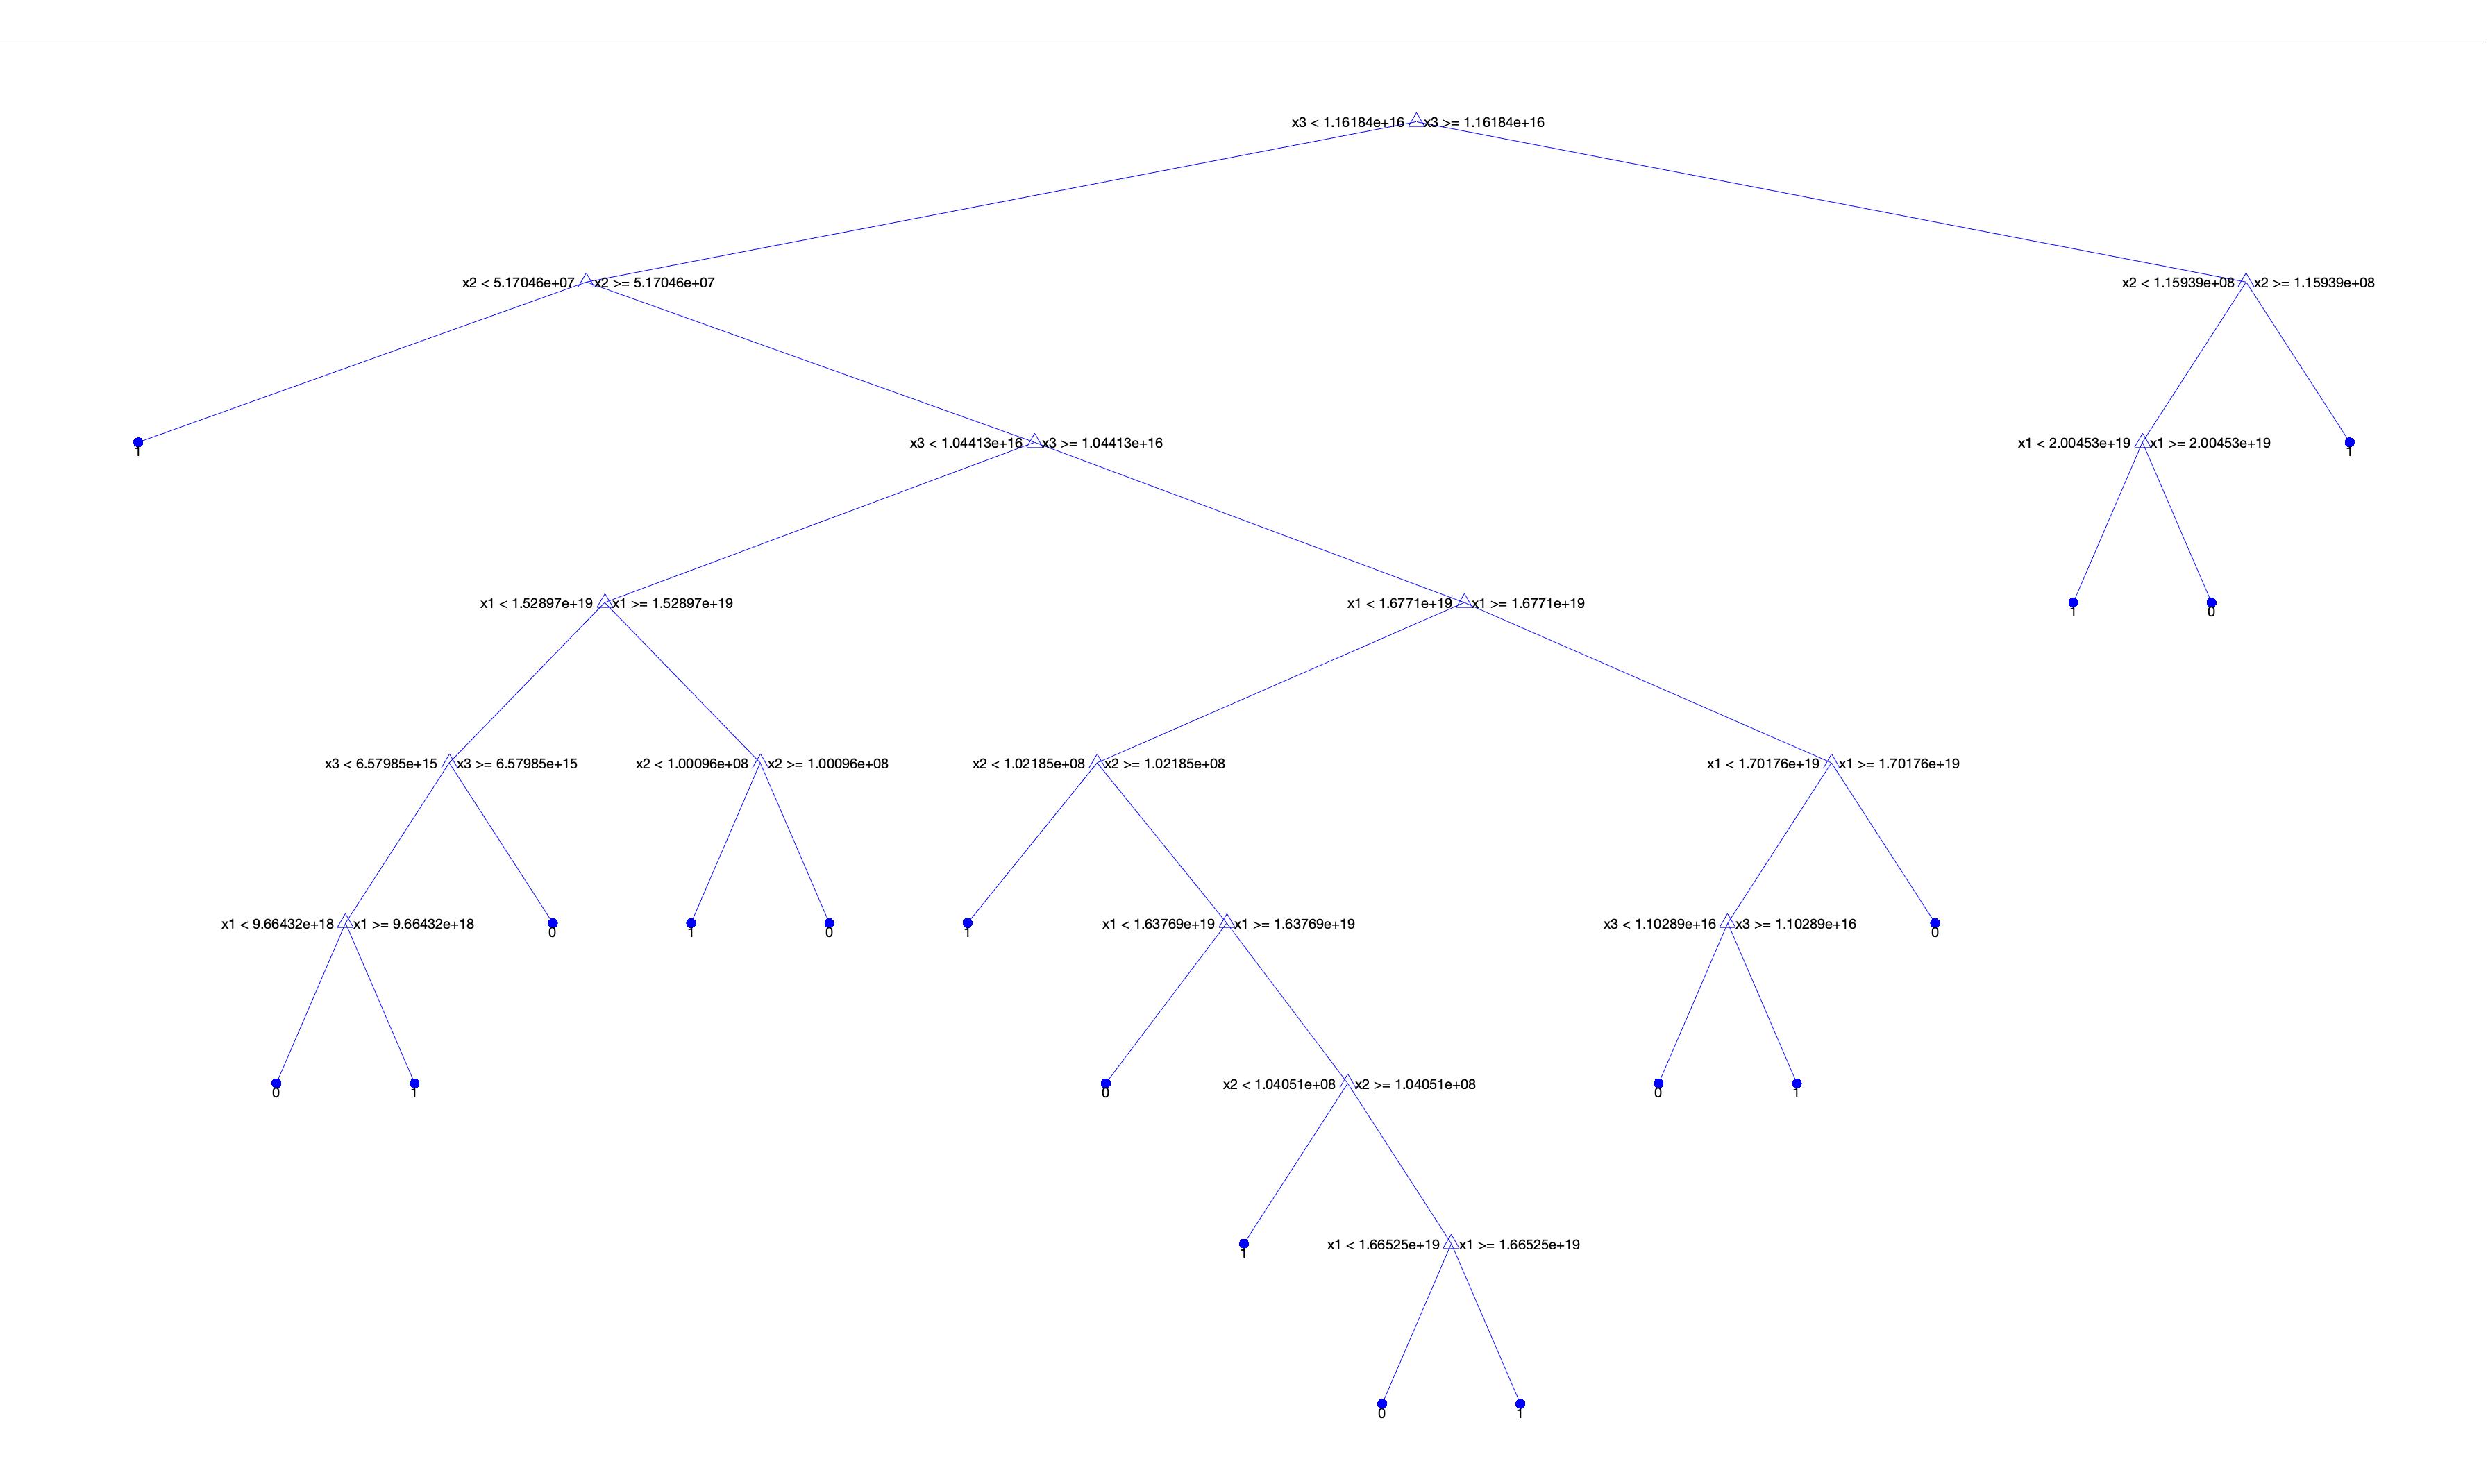 x3 < 1.16184e+16 x3 >= 1.16184e+16
x2 < 5.17046e+07 x2 >= 5.17046e+07
x2 < 1.15939e+08 x2 >= 1.15939e+08
1
x3 < 1.04413e+16 x3 >= 1.04413e+16
x1 < 2.00453e+19 x1 >= 2.00453e+19
1
x1 < 1.52897e+19 x1 >= 1.52897e+19
x1 < 1.6771e+19 x1 >= 1.6771e+19
1
0
x3 < 6.57985e+15 x3 >= 6.57985e+15
x2 < 1.00096e+08 x2 >= 1.00096e+08
x2 < 1.02185e+08 x2 >= 1.02185e+08
x1 < 1.70176e+19 x1 >= 1.70176e+19
x1 < 9.66432e+18 x1 >= 9.66432e+18
0
1
0
1
x1 < 1.63769e+19 x1 >= 1.63769e+19
x3 < 1.10289e+16 x3 >= 1.10289e+16
0
0
1
0
x2 < 1.04051e+08 x2 >= 1.04051e+08
0
1
1
x1 < 1.66525e+19 x1 >= 1.66525e+19
0
1